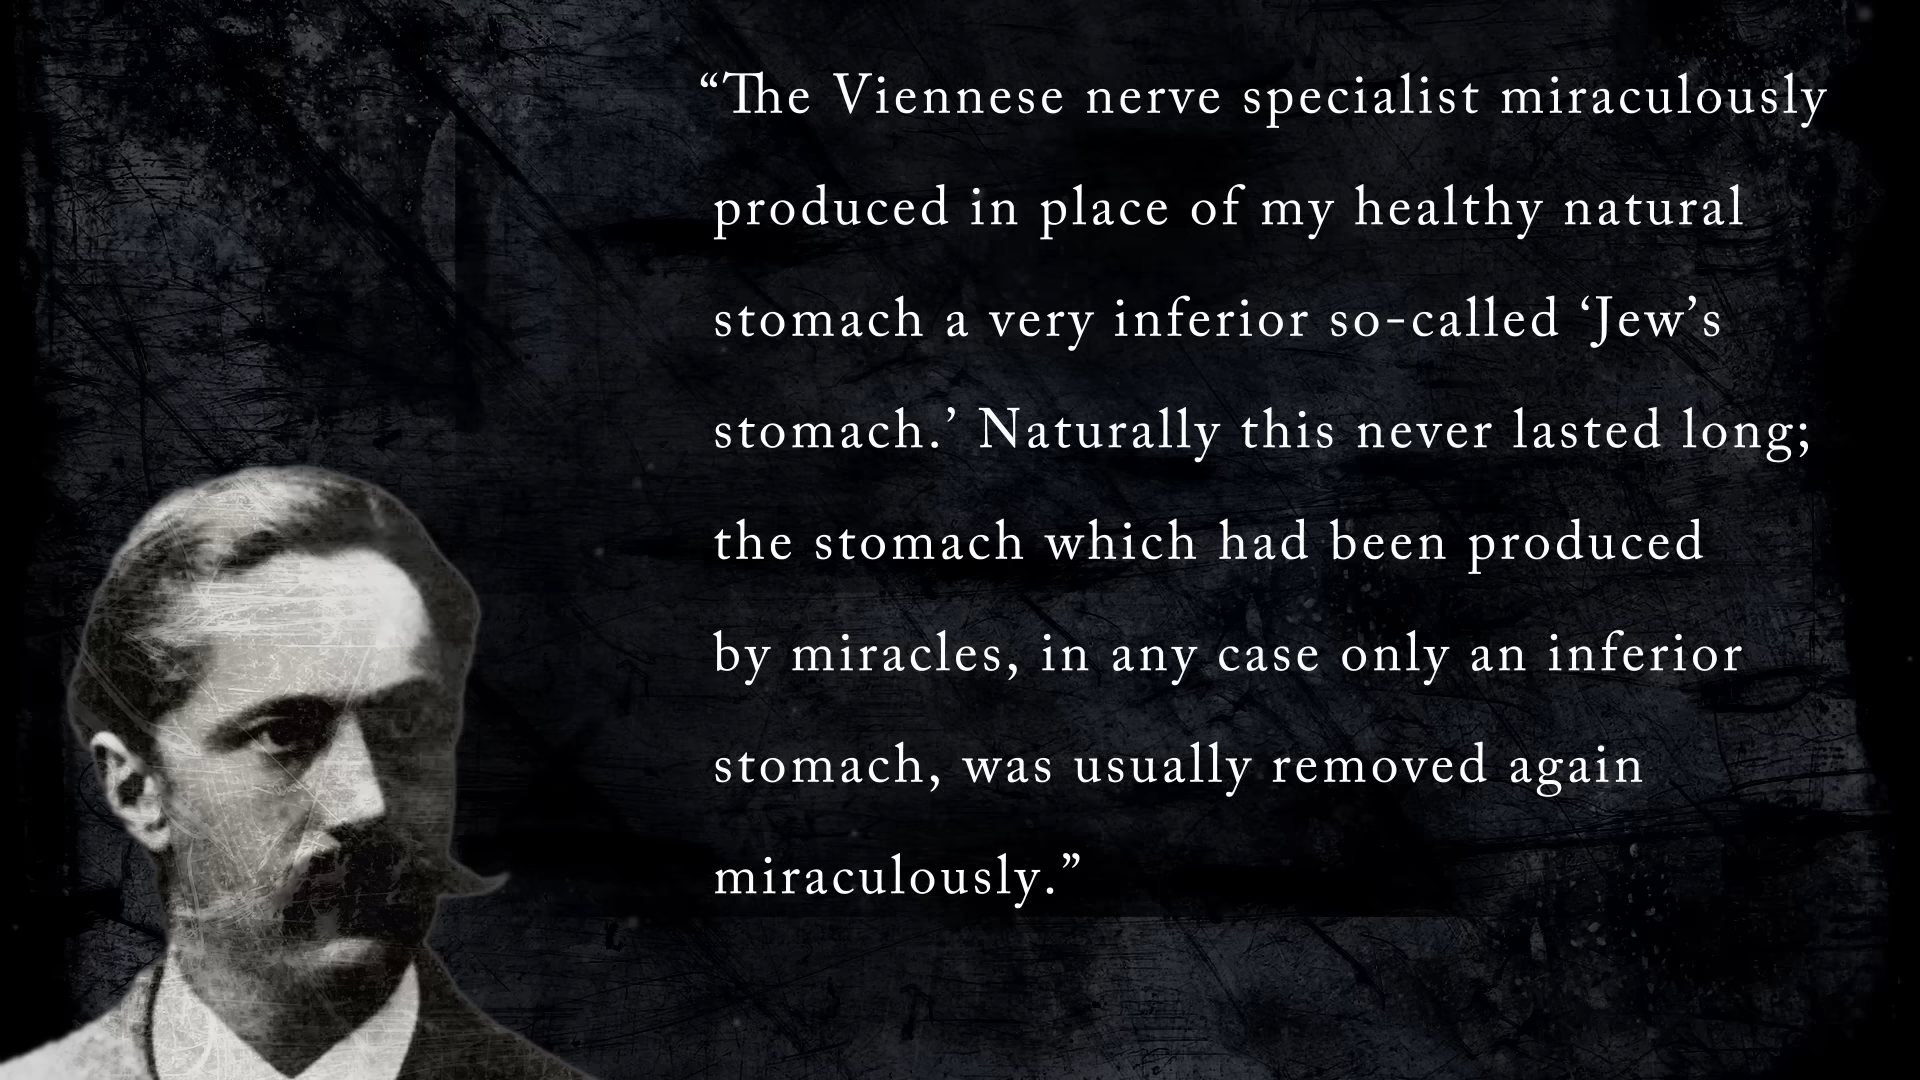 “The Viennese nerve specialist miraculously
produced in place of my healthy natural
stomach a very inferior so-called ‘Jew’s
stomach.’ Naturally this never lasted long;
the stomach which had been produced
by miracles, in any case only an inferior
stomach, was usually removed again
miraculously.”